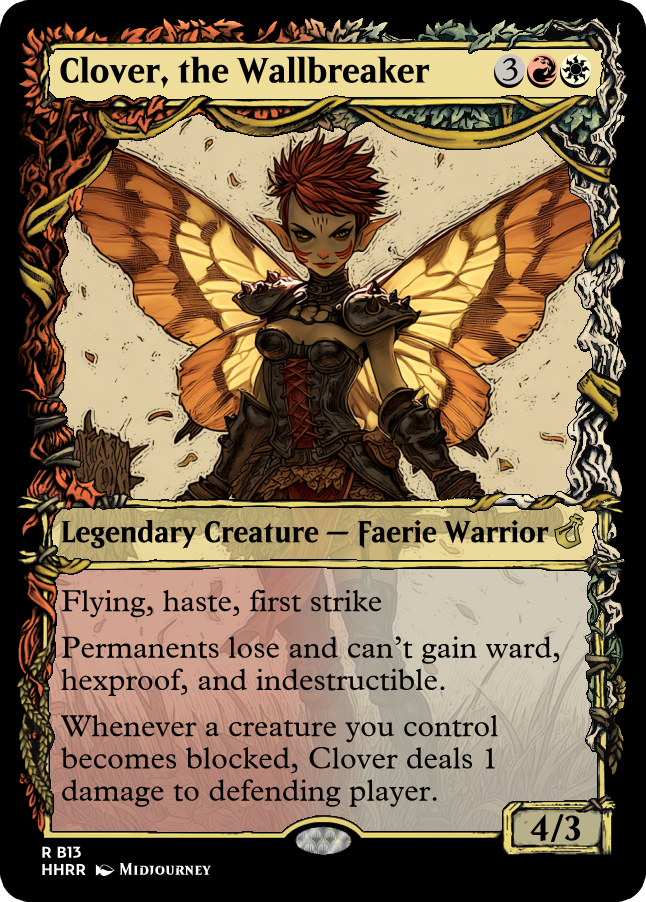 Clover, the Wallbreaker 3
Legendary Creature — Faerie Warrior
Flying, haste, first strike
Permanents lose and can't gain ward,
hexproof, and indestructible.
Whenever a creature you control
becomes blocked, Clover deals 1
damage to defending player.
4/3
R B13
HHRR Midjourney